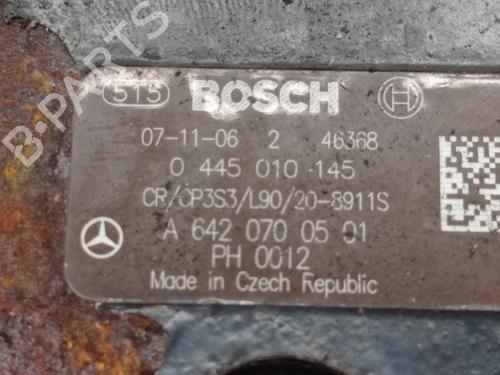 515 BOSCH
07-11-06 2 46368
0 445 010 145
CR/CP3S3/L90/20-8911S
A 642 070 05 01
PH 0012
Made in Czech Republic
B-PARTS